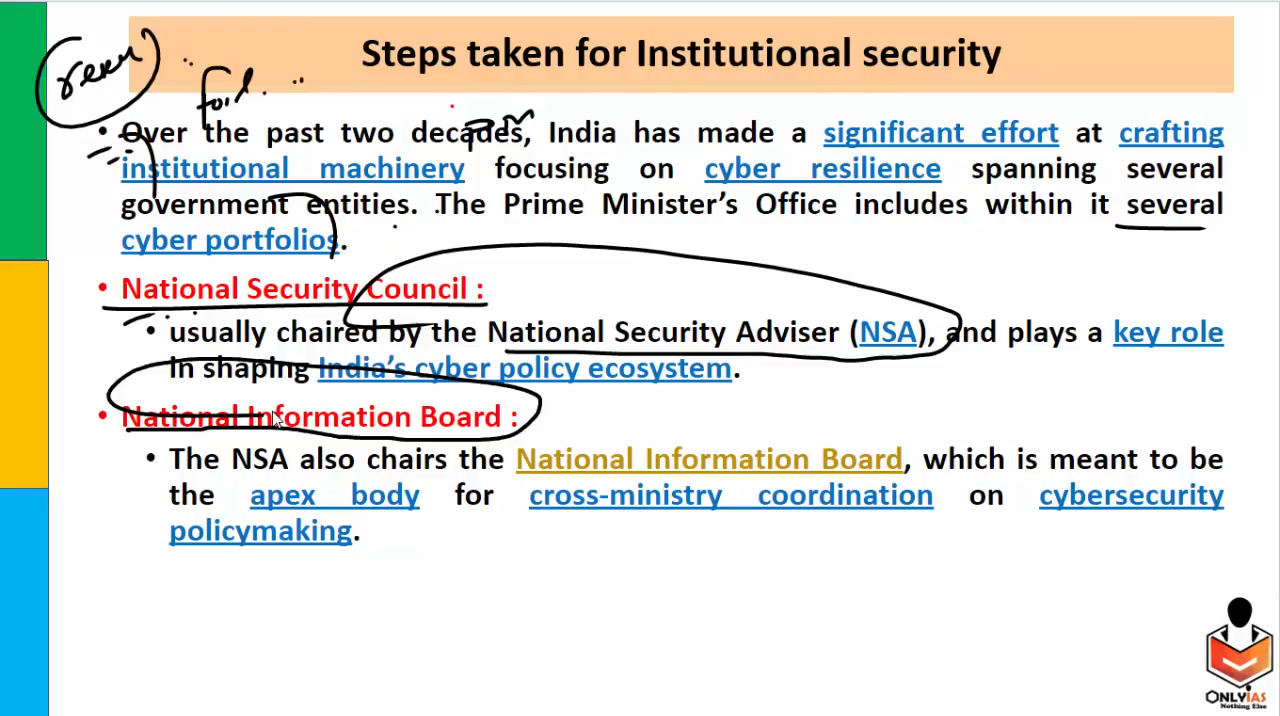 Steps taken for Institutional security
• Over the past two decades, India has made a significant effort at crafting
institutional machinery focusing on cyber resilience spanning several
government entities. .The Prime Minister's Office includes within it several
cyber portfolios.
• National Security Council :
• usually chaired by the National Security Adviser (NSA), and plays a key role
in shaping India's cyber policy ecosystem.
• National Information Board :
• The NSA also chairs the National Information Board, which is meant to be
the apex body for cross-ministry coordination on cybersecurity
policymaking.
ONLYIAS
Nothing Else